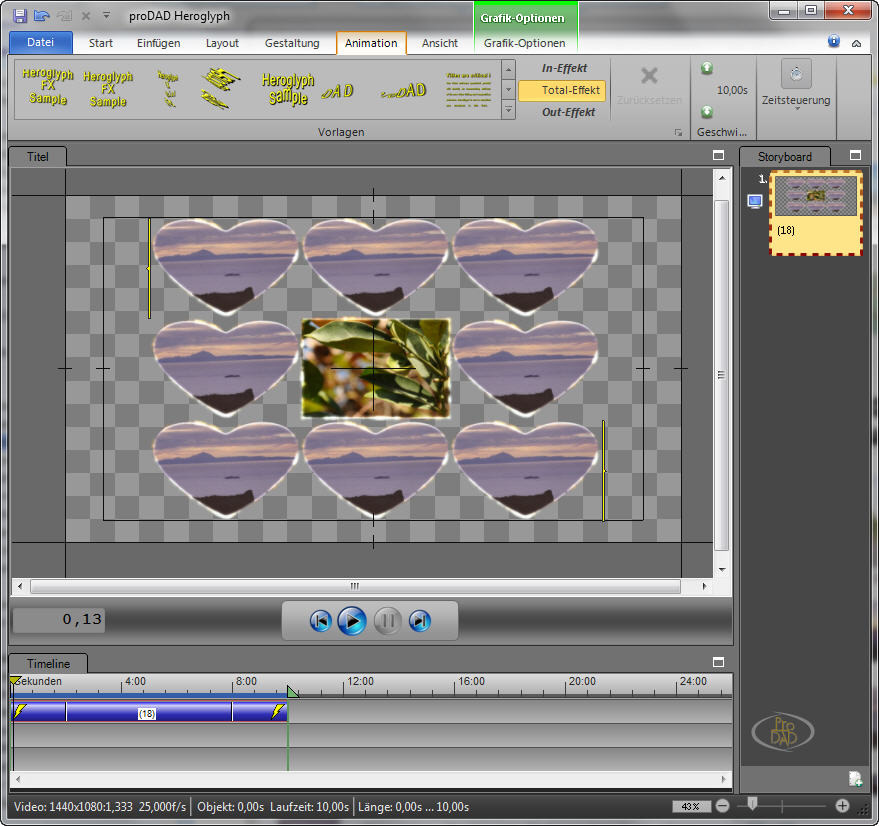 proDAD Heroglyph
Grafik-Optionen
Datei Start Einfügen Layout Gestaltung Animation Ansicht Grafik-Optionen
Heroglyph FX Sample
Heroglyph FX Sample
Heroglyph Sample
In-Effekt
Total-Effekt
Out-Effekt
Zurücksetzen
10,00s
Zeitsteuerung
Vorlagen
Geschwi...
Titel
Storyboard
1.
(18)
0,13
Timeline
Sekunden 4:00 8:00 12:00 16:00 20:00 24:00
(18)
PRO DAD
Video: 1440x1080:1,333 25,000f/s Objekt: 0,00s Laufzeit: 10,00s Länge: 0,00s ... 10,00s 43%